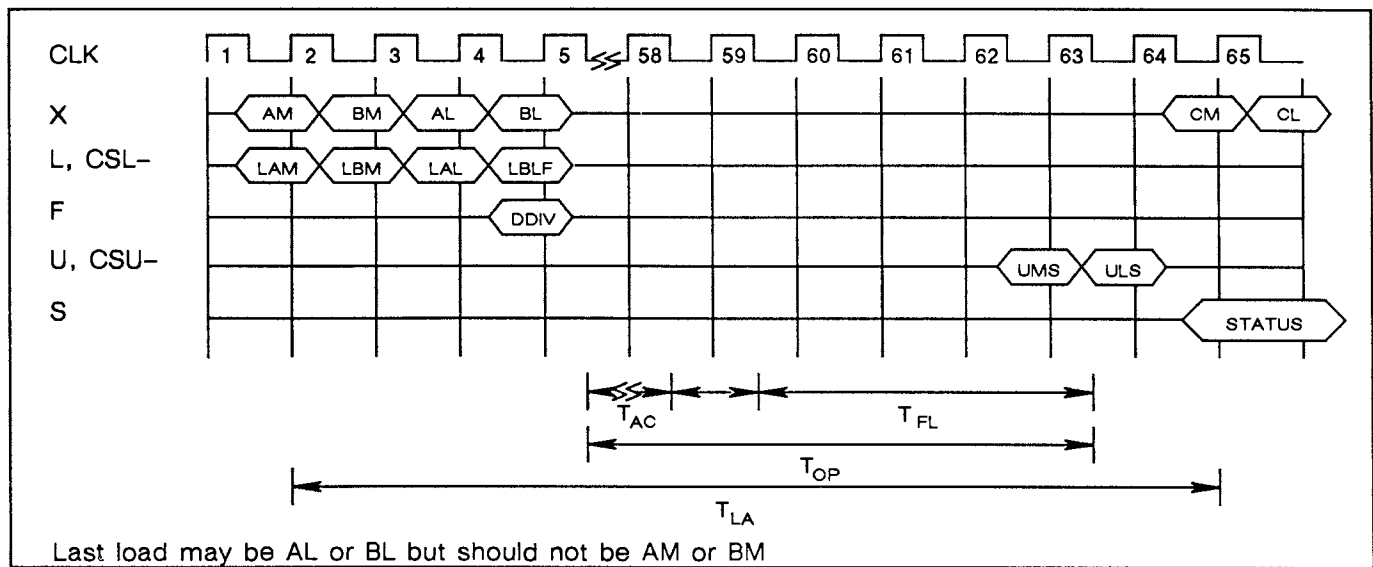 CLK 1 2 3 4 5 58 59 60 61 62 63 64 65
X AM BM AL BL CM CL
L, CSL- LAM LBM LAL LBLF
F DDIV
U, CSU- UMS ULS
S STATUS
TAC TFL
TOP
TLA
Last load may be AL or BL but should not be AM or BM